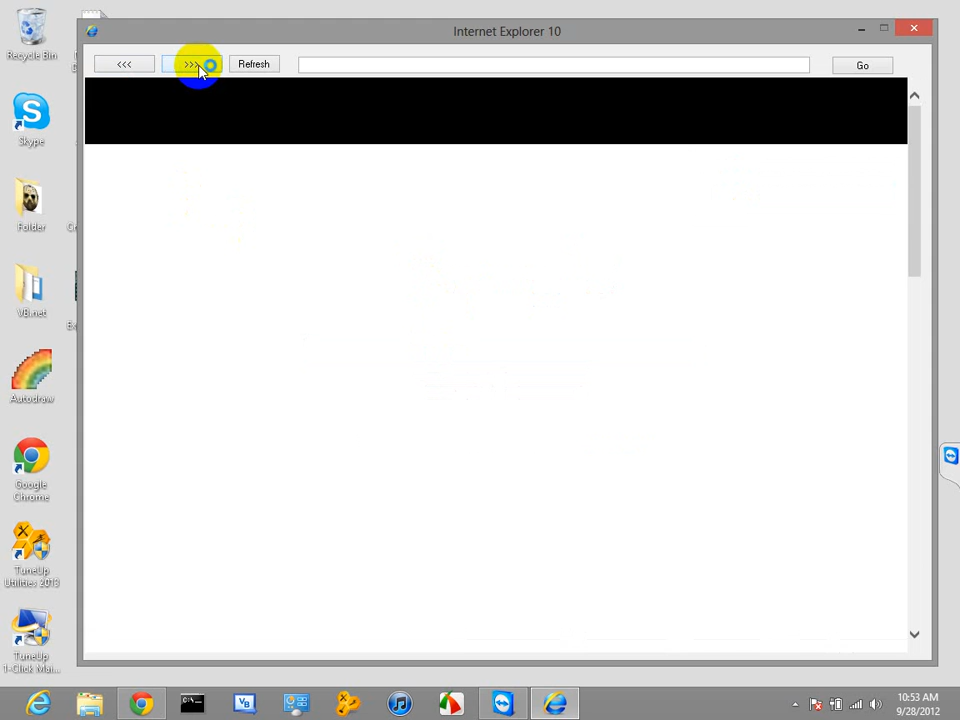 Internet Explorer 10
<<< >>> Refresh Go
Recycle Bin
Skype
Folder
VB.net
Autodraw
Google
Chrome
TuneUp
Utilities 2013
TuneUp
1-Click Mai...
10:53 AM
9/28/2012